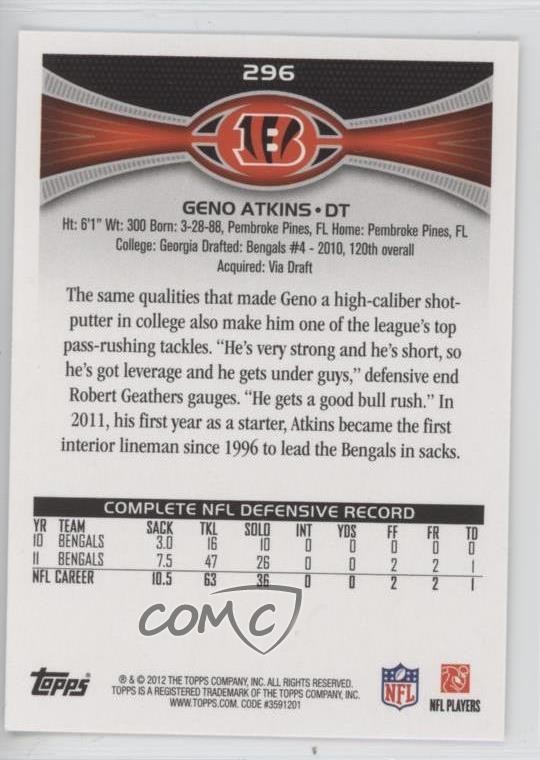 296
B
GENO ATKINS • DT
Ht: 6'1" Wt: 300 Born: 3-28-88, Pembroke Pines, FL Home: Pembroke Pines, FL
College: Georgia Drafted: Bengals #4 - 2010, 120th overall
Acquired: Via Draft
The same qualities that made Geno a high-caliber shot-
putter in college also make him one of the league's top
pass-rushing tackles. "He's very strong and he's short, so
he's got leverage and he gets under guys," defensive end
Robert Geathers gauges. "He gets a good bull rush." In
2011, his first year as a starter, Atkins became the first
interior lineman since 1996 to lead the Bengals in sacks.
COMPLETE NFL DEFENSIVE RECORD
YR TEAM SACK TKL SOLO INT YDS FF FR TD
10 BENGALS 3.0 16 10 0 0 0 0 0
11 BENGALS 7.5 47 26 0 0 2 2 1
NFL CAREER 10.5 63 36 0 0 2 2 1
COMC
topps
® & © 2012 THE TOPPS COMPANY, INC. ALL RIGHTS RESERVED.
TOPPS IS A REGISTERED TRADEMARK OF THE TOPPS COMPANY, INC.
WWW.TOPPS.COM. CODE #3591201
NFL
NFL PLAYERS